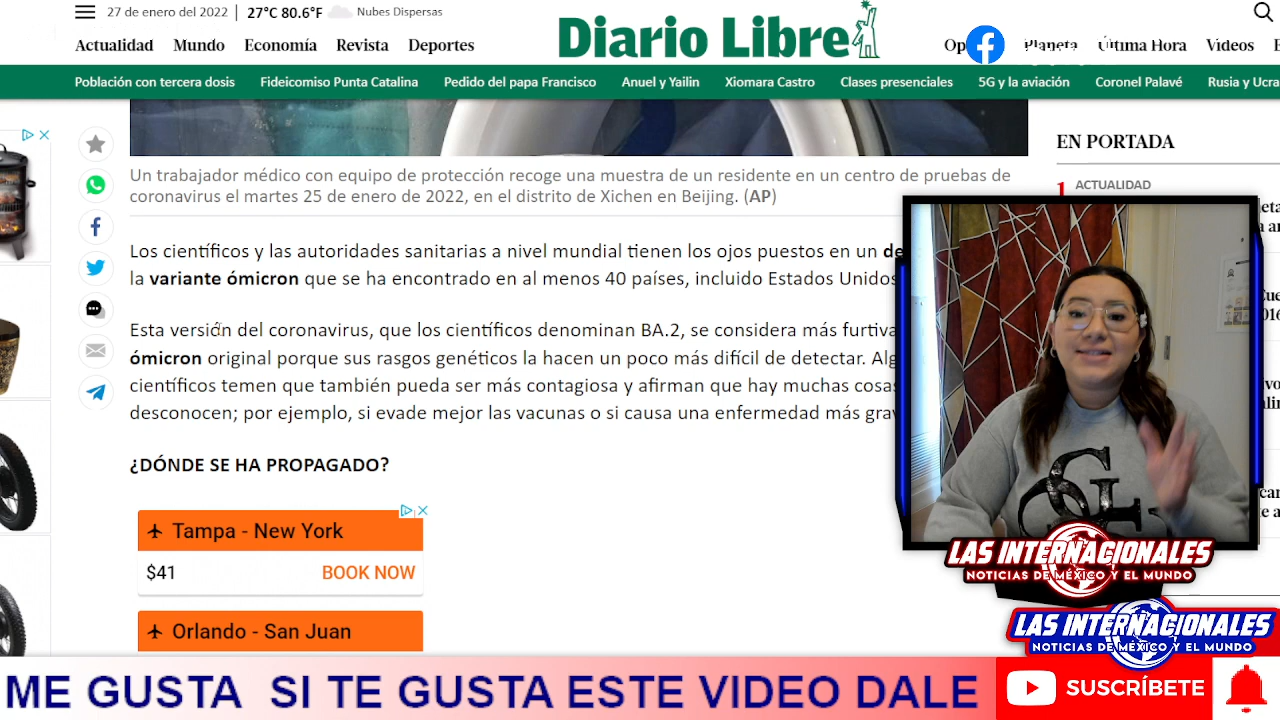 27 de enero del 2022 | 27°C 80.6°F Nubes Dispersas
Diario Libre
Actualidad Mundo Economía Revista Deportes
Planeta Última Hora Videos
Población con tercera dosis Fideicomiso Punta Catalina Pedido del papa Francisco Anuel y Yailin Xiomara Castro Clases presenciales 5G y la aviación Coronel Palavé Rusia y Ucra
Un trabajador médico con equipo de protección recoge una muestra de un residente en un centro de pruebas de
coronavirus el martes 25 de enero de 2022, en el distrito de Xichen en Beijing. (AP)
EN PORTADA
1 ACTUALIDAD
Los científicos y las autoridades sanitarias a nivel mundial tienen los ojos puestos en un de
la variante ómicron que se ha encontrado en al menos 40 países, incluido Estados Unidos
Esta versión del coronavirus, que los científicos denominan BA.2, se considera más furtiva
ómicron original porque sus rasgos genéticos la hacen un poco más difícil de detectar. Alg
científicos temen que también pueda ser más contagiosa y afirman que hay muchas cosas
desconocen; por ejemplo, si evade mejor las vacunas o si causa una enfermedad más grav
¿DÓNDE SE HA PROPAGADO?
Tampa - New York
$41 BOOK NOW
Orlando - San Juan
LAS INTERNACIONALES
NOTICIAS DE MÉXICO Y EL MUNDO
LAS INTERNACIONALES
NOTICIAS DE MÉXICO Y EL MUNDO
ME GUSTA SI TE GUSTA ESTE VIDEO DALE
SUSCRÍBETE